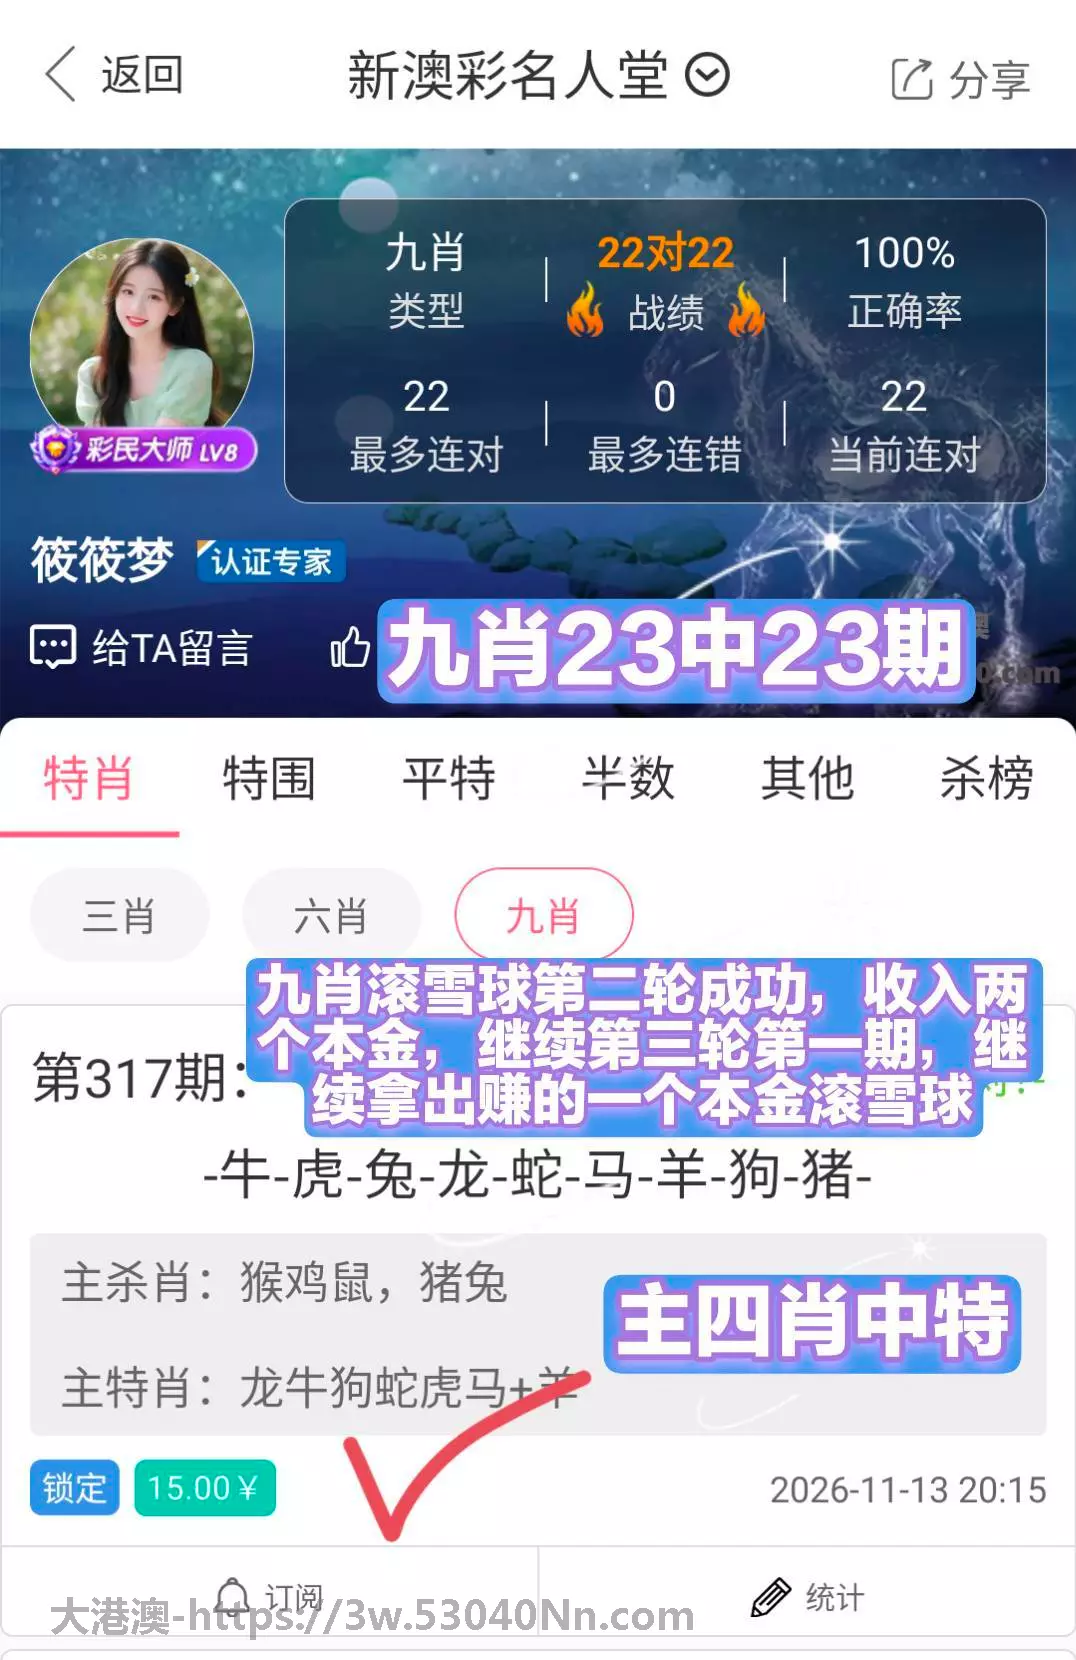 返回
新澳彩名人堂
分享
九肖
22对22
100%
类型
战绩
正确率
22
0
22
最多连对
最多连错
当前连对
彩民大师 LV8
筱筱梦
认证专家
给TA留言
九肖23中23期
0.com
特肖
特围
平特
半数
其他
杀榜
三肖
六肖
九肖
九肖滚雪球第二轮成功，收入两
个本金，继续第三轮第一期，继
续拿出赚的一个本金滚雪球
第317期：
-牛-虎-兔-龙-蛇-马-羊-狗-猪-
主杀肖：猴鸡鼠，猪兔
主四肖中特
主特肖：龙牛狗蛇虎马+羊
锁定
15.00￥
2026-11-13 20:15
订阅
统计
大港澳-https://3w.53040Nn.com